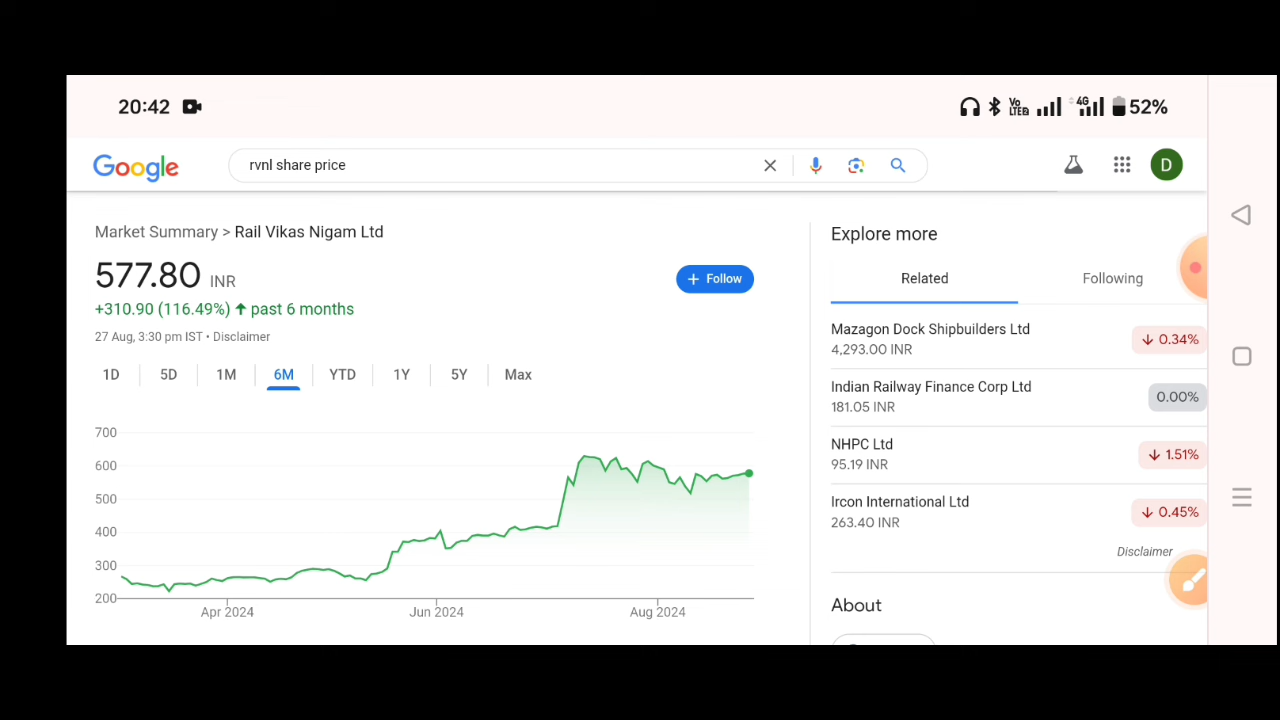 20:42 Vo LTE2 4G 52%
Google rvnl share price D
Market Summary > Rail Vikas Nigam Ltd
577.80 INR
+ Follow
+310.90 (116.49%) ↑ past 6 months
27 Aug, 3:30 pm IST • Disclaimer
1D 5D 1M 6M YTD 1Y 5Y Max
700
600
500
400
300
200
Apr 2024 Jun 2024 Aug 2024
Explore more
Related Following
Mazagon Dock Shipbuilders Ltd
4,293.00 INR ↓ 0.34%
Indian Railway Finance Corp Ltd
181.05 INR 0.00%
NHPC Ltd
95.19 INR ↓ 1.51%
Ircon International Ltd
263.40 INR ↓ 0.45%
Disclaimer
About